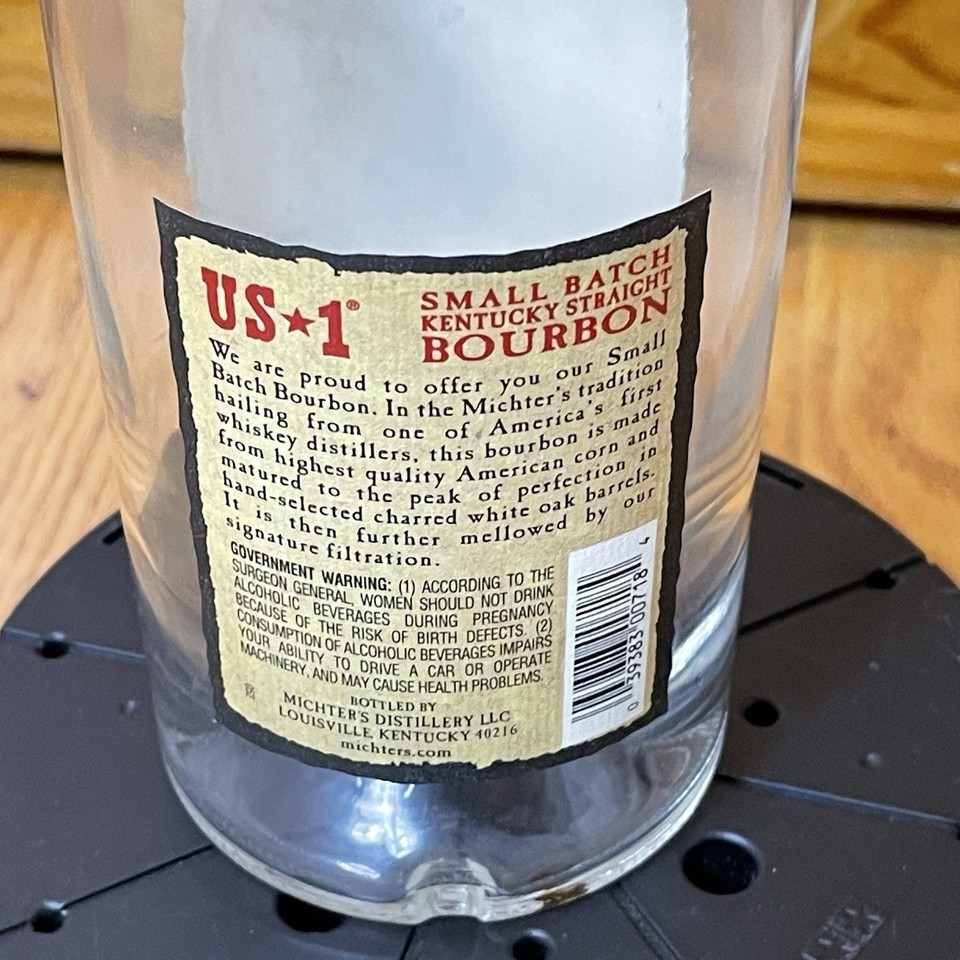 US★1®
SMALL BATCH
KENTUCKY STRAIGHT
BOURBON
We are proud to offer you our Small
Batch Bourbon. In the Michter's tradition
hailing from one of America's first
whiskey distillers, this bourbon is made
from highest quality American corn and
matured to the peak of perfection in
hand-selected charred white oak barrels.
It is then further mellowed by our
signature filtration.
GOVERNMENT WARNING: (1) ACCORDING TO THE
SURGEON GENERAL, WOMEN SHOULD NOT DRINK
ALCOHOLIC BEVERAGES DURING PREGNANCY
BECAUSE OF THE RISK OF BIRTH DEFECTS. (2)
CONSUMPTION OF ALCOHOLIC BEVERAGES IMPAIRS
YOUR ABILITY TO DRIVE A CAR OR OPERATE
MACHINERY, AND MAY CAUSE HEALTH PROBLEMS.
BOTTLED BY
MICHTER'S DISTILLERY LLC
LOUISVILLE, KENTUCKY 40216
michters.com
0 39383 00718 4